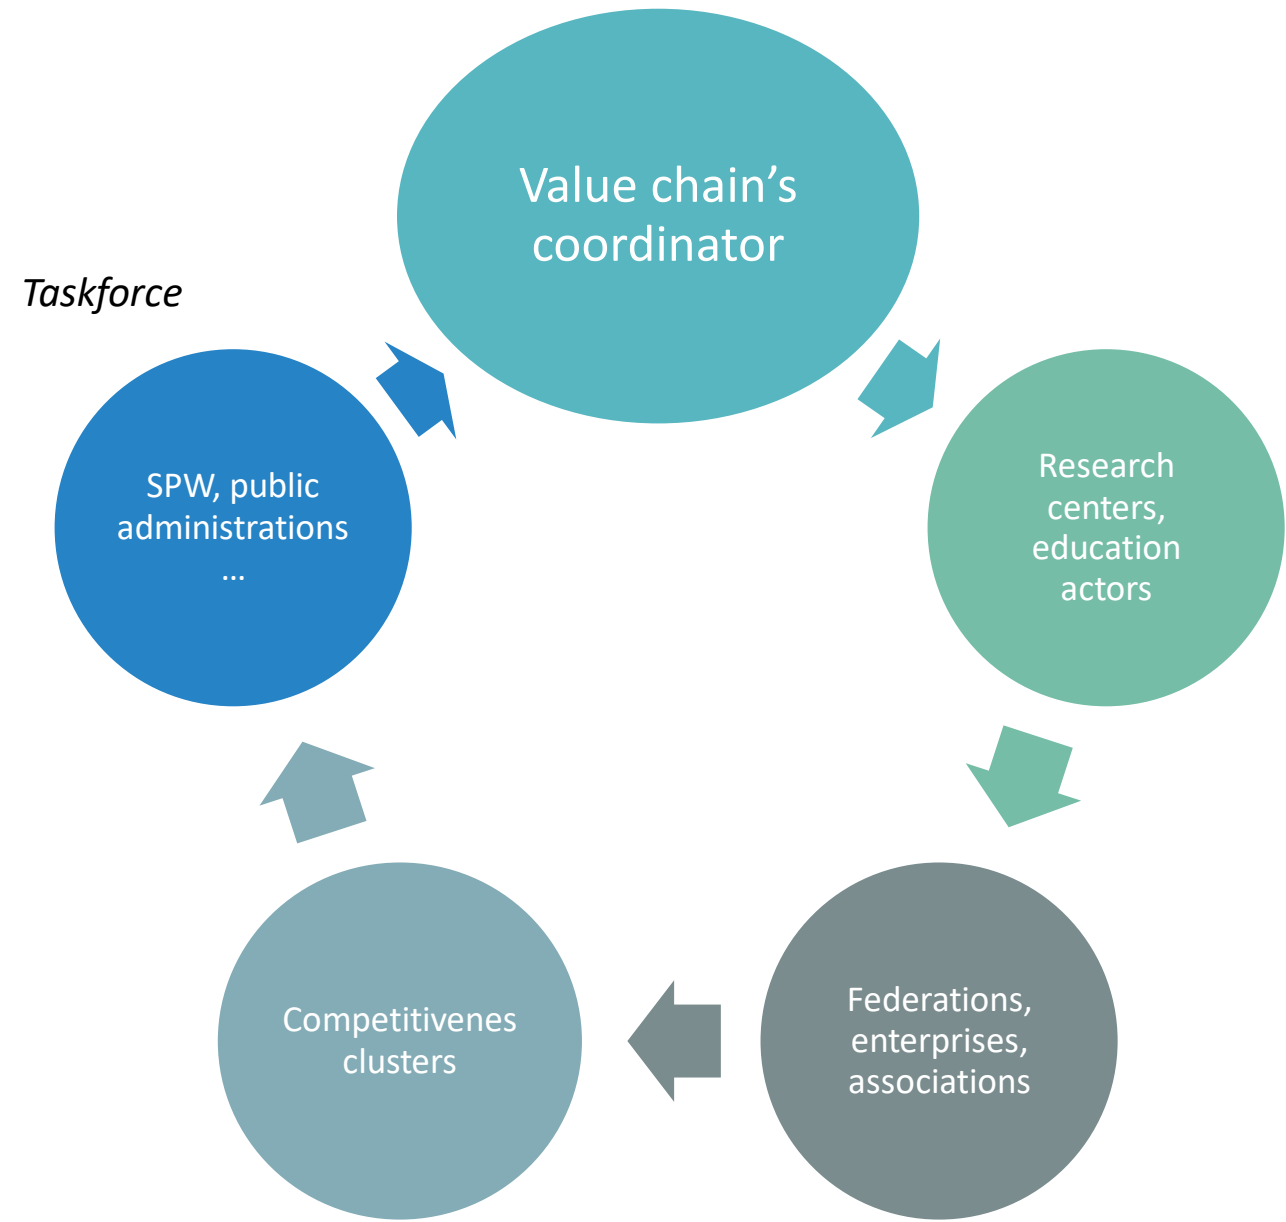 Value chain’s
coordinator
Taskforce
SPW, public
administrations
...
Research
centers,
education
actors
Competitivenes
clusters
Federations,
enterprises,
associations